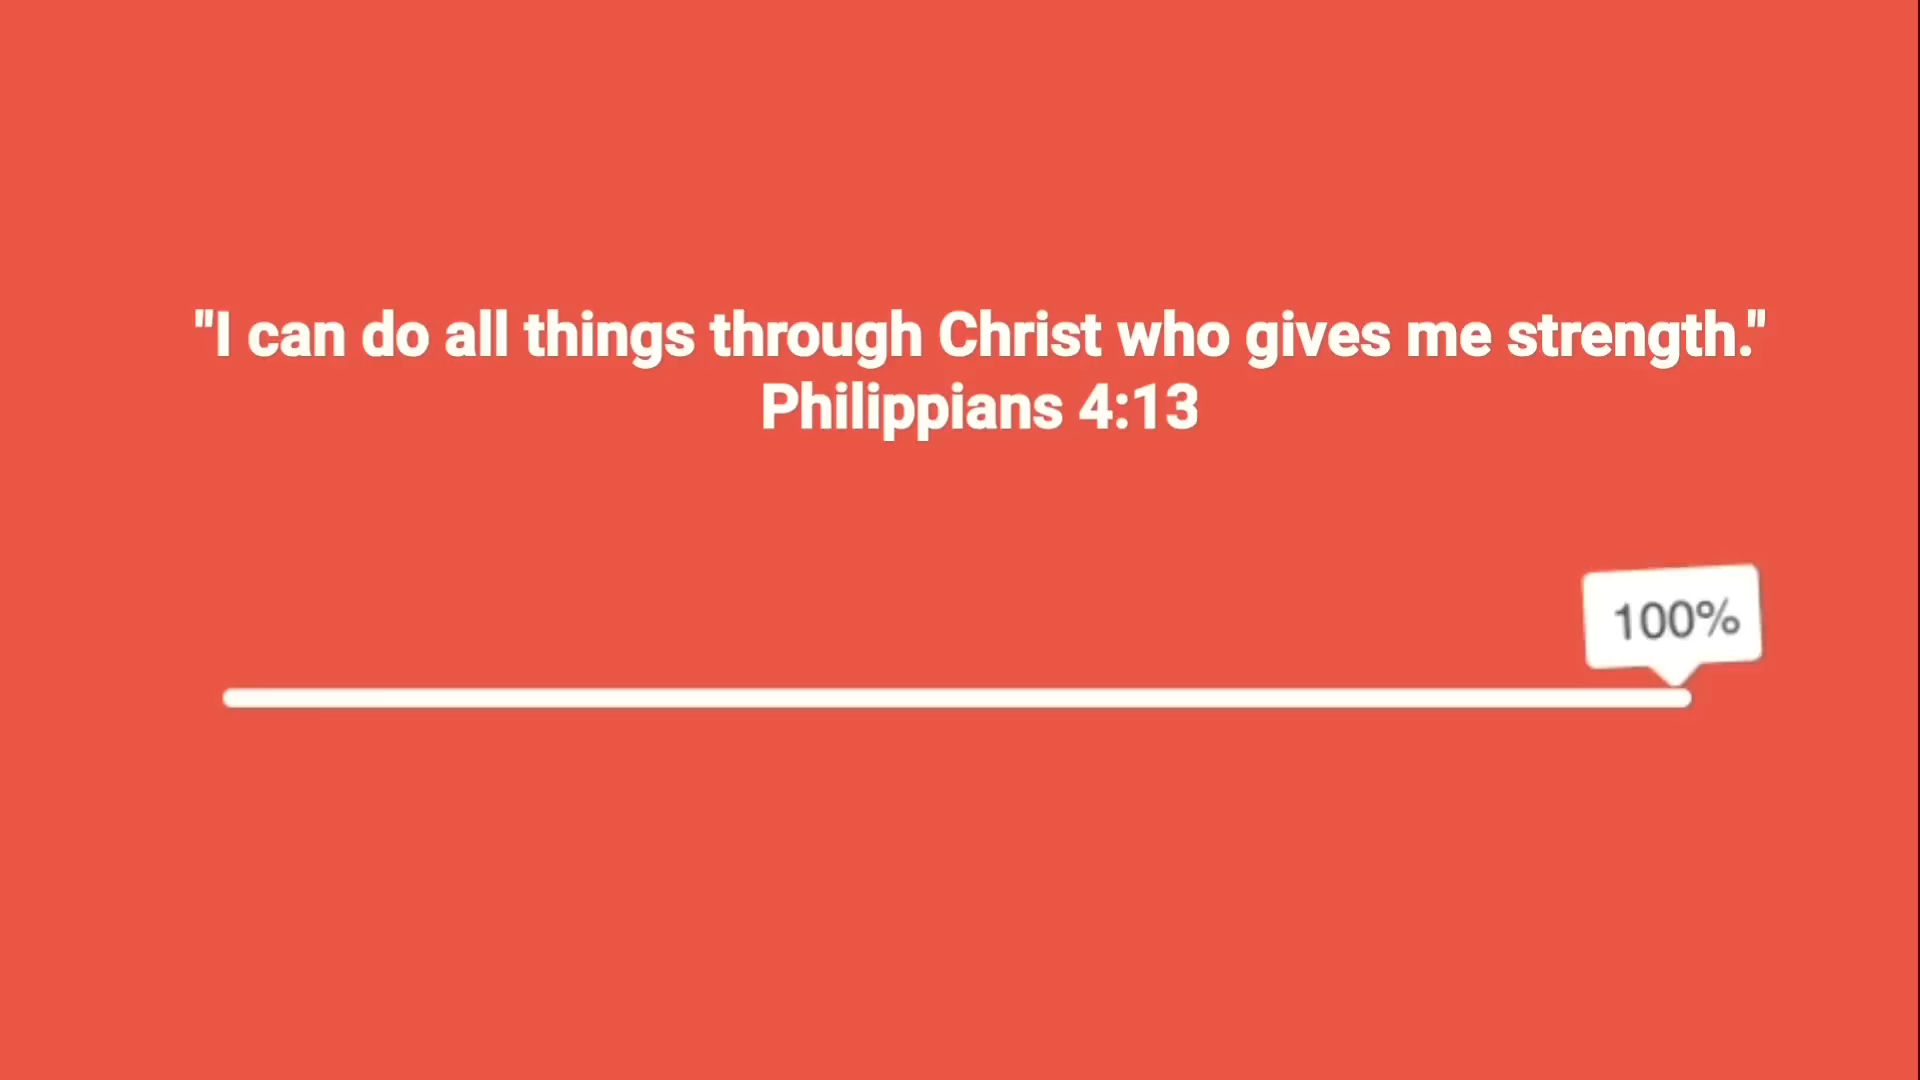 "I can do all things through Christ who gives me strength."
Philippians 4:13
100%